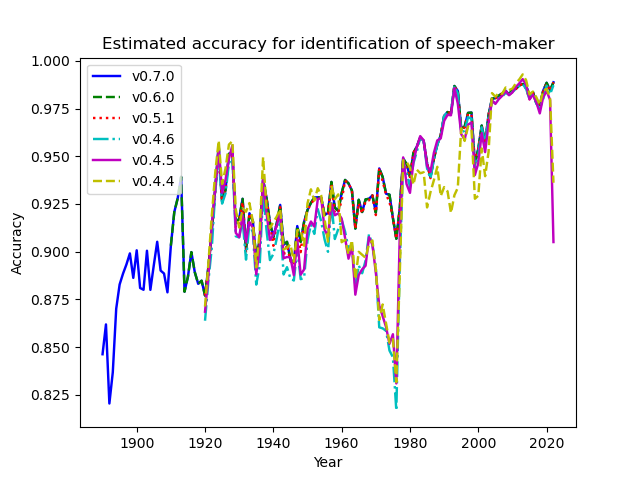 Estimated accuracy for identification of speech-maker
v0.7.0
v0.6.0
v0.5.1
v0.4.6
v0.4.5
v0.4.4
1.000
0.975
0.950
0.925
0.900
0.875
0.850
0.825
Accuracy
1900
1920
1940
1960
1980
2000
2020
Year